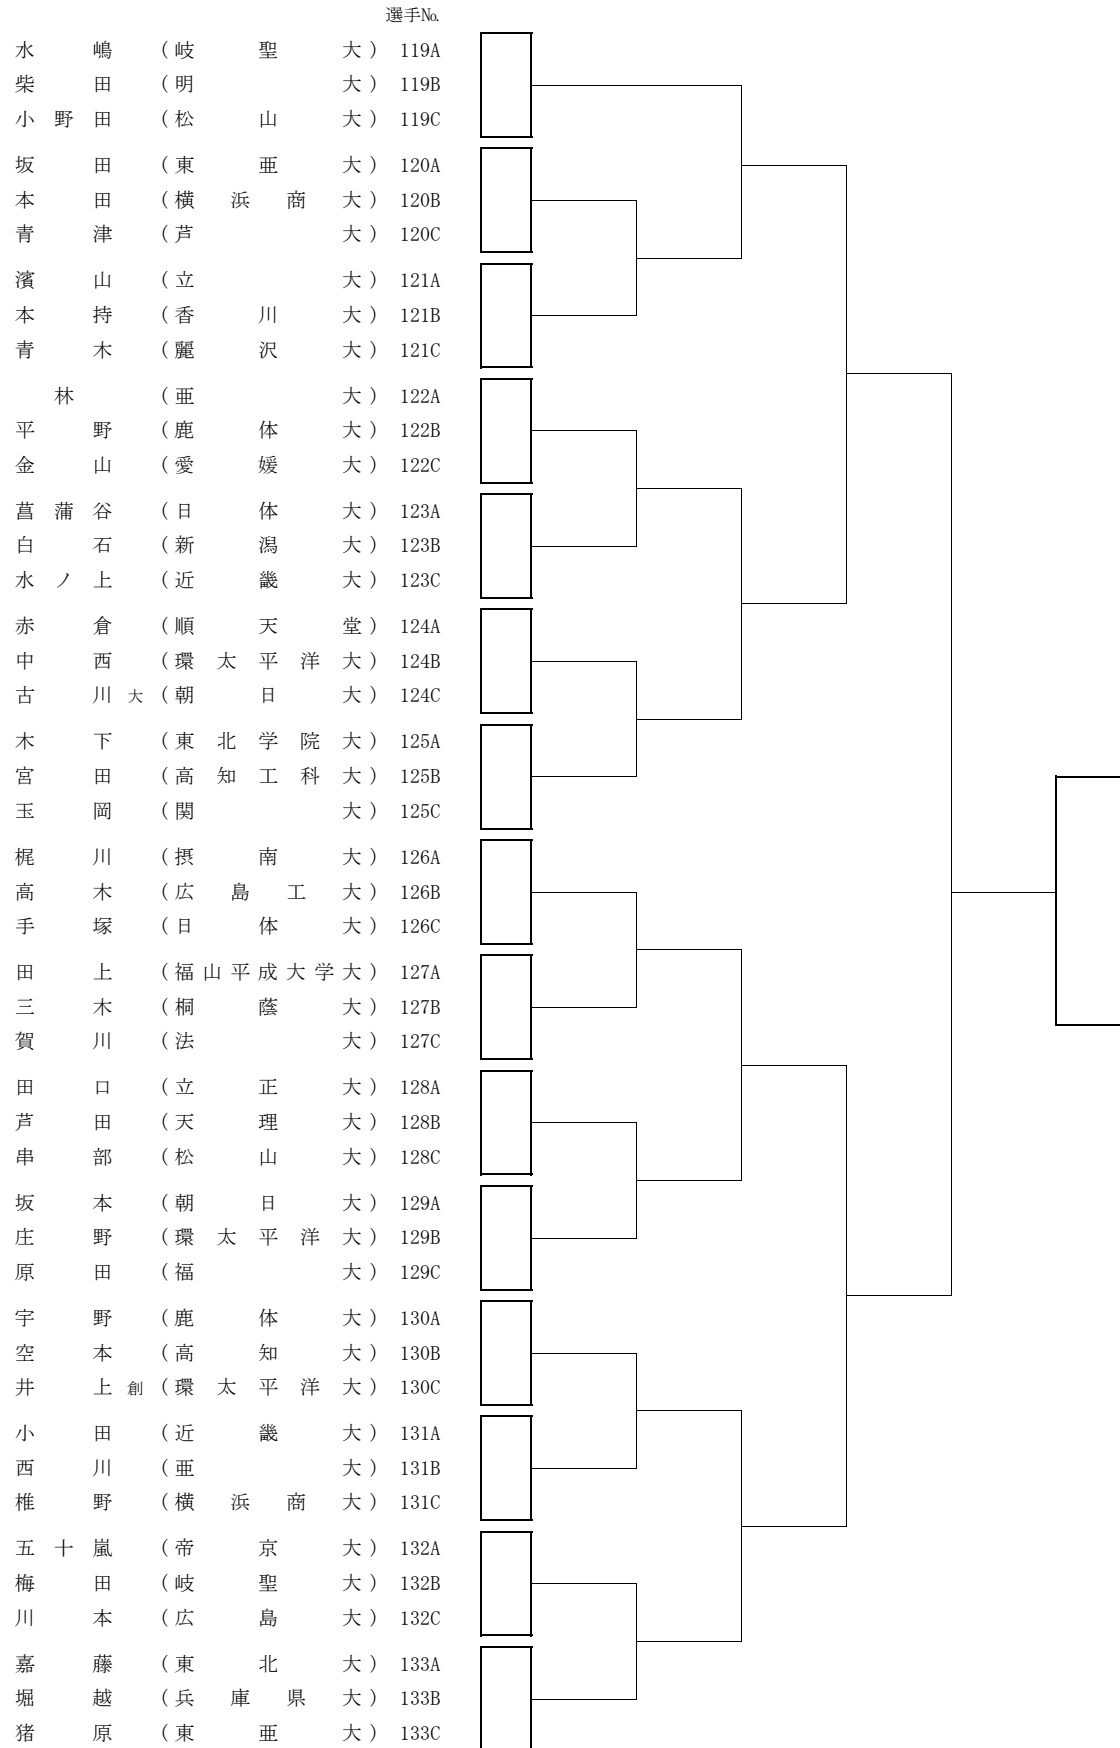 選手№
水嶋(岐聖大) 119A
柴田(明大) 119B
小野田(松山大) 119C
坂田(東亜大) 120A
本田(横浜商大) 120B
青津(芦大) 120C
濱山(立大) 121A
本持(香川大) 121B
青木(麗沢大) 121C
林(亜大) 122A
平野(鹿体大) 122B
金山(愛媛大) 122C
菖蒲谷(日体大) 123A
白石(新潟大) 123B
水ノ上(近畿大) 123C
赤倉(順天堂) 124A
中西(環太平洋大) 124B
古川大(朝日大) 124C
木下(東北学院大) 125A
宮田(高知工科大) 125B
玉岡(関大) 125C
梶川(摂南大) 126A
高木(広島工大) 126B
手塚(日体大) 126C
田上(福山平成大学大) 127A
三木(桐蔭大) 127B
賀川(法大) 127C
田口(立正大) 128A
芦田(天理大) 128B
串部(松山大) 128C
坂本(朝日大) 129A
庄野(環太平洋大) 129B
原田(福大) 129C
宇野(鹿体大) 130A
空本(高知大) 130B
井上創(環太平洋大) 130C
小田(近畿大) 131A
西川(亜大) 131B
椎野(横浜商大) 131C
五十嵐(帝京大) 132A
梅田(岐聖大) 132B
川本(広島大) 132C
嘉藤(東北大) 133A
堀越(兵庫県大) 133B
猪原(東亜大) 133C